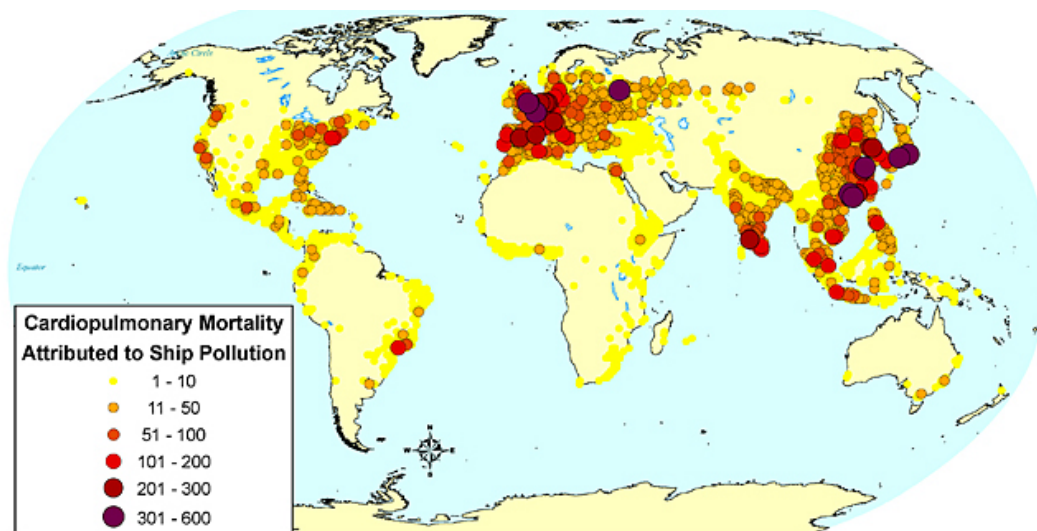 Arctic Circle
Equator
Cardiopulmonary Mortality
Attributed to Ship Pollution
1 - 10
11 - 50
51 - 100
101 - 200
201 - 300
301 - 600
N
W E
S